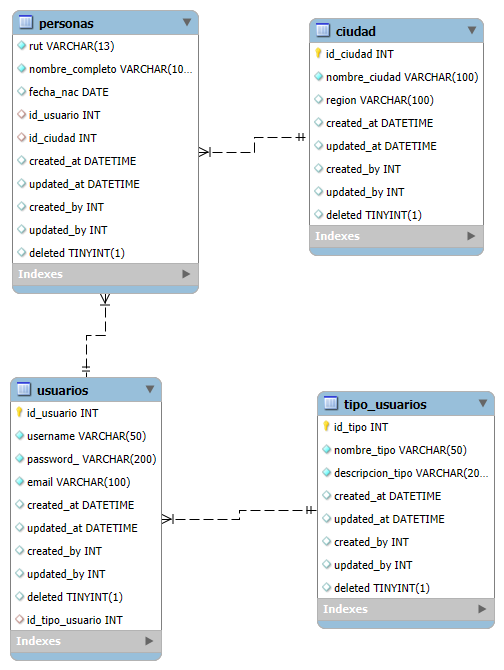 personas
rut VARCHAR(13)
nombre_completo VARCHAR(10...
fecha_nac DATE
id_usuario INT
id_ciudad INT
created_at DATETIME
updated_at DATETIME
created_by INT
updated_by INT
deleted TINYINT(1)
Indexes
ciudad
id_ciudad INT
nombre_ciudad VARCHAR(100)
region VARCHAR(100)
created_at DATETIME
updated_at DATETIME
created_by INT
updated_by INT
deleted TINYINT(1)
Indexes
usuarios
id_usuario INT
username VARCHAR(50)
password_ VARCHAR(200)
email VARCHAR(100)
created_at DATETIME
updated_at DATETIME
created_by INT
updated_by INT
deleted TINYINT(1)
id_tipo_usuario INT
Indexes
tipo_usuarios
id_tipo INT
nombre_tipo VARCHAR(50)
descripcion_tipo VARCHAR(20...
created_at DATETIME
updated_at DATETIME
created_by INT
updated_by INT
deleted TINYINT(1)
Indexes